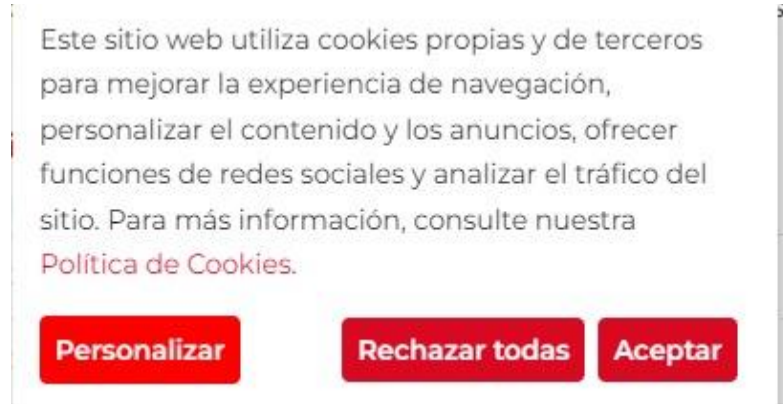 Este sitio web utiliza cookies propias y de terceros
para mejorar la experiencia de navegación,
personalizar el contenido y los anuncios, ofrecer
funciones de redes sociales y analizar el tráfico del
sitio. Para más información, consulte nuestra
Política de Cookies.
Personalizar Rechazar todas Aceptar